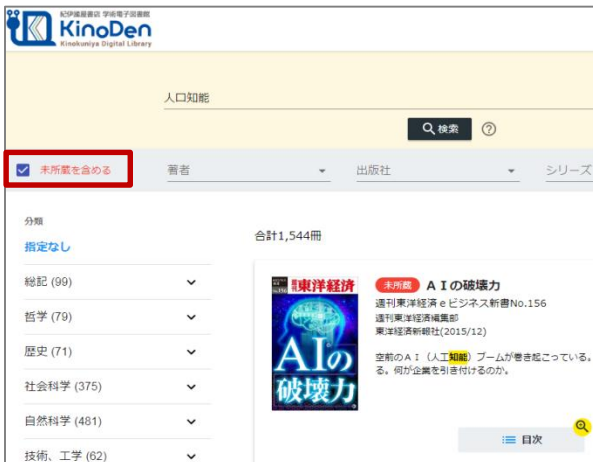 紀伊國屋書店 学術電子図書館
KinoDen
Kinokuniya Digital Library
人口知能
検索
未所蔵を含める
著者
出版社
シリーズ
分類
指定なし
合計1,544冊
総記 (99)
哲学 (79)
歴史 (71)
社会科学 (375)
自然科学 (481)
技術、工学 (62)
東洋経済
AIの
破壊力
未所蔵 ＡＩの破壊力
週刊東洋経済ｅビジネス新書No.156
週刊東洋経済編集部
東洋経済新報社(2015/12)
空前のＡＩ（人工知能）ブームが巻き起こっている。
る。何が企業を引き付けるのか。
目次